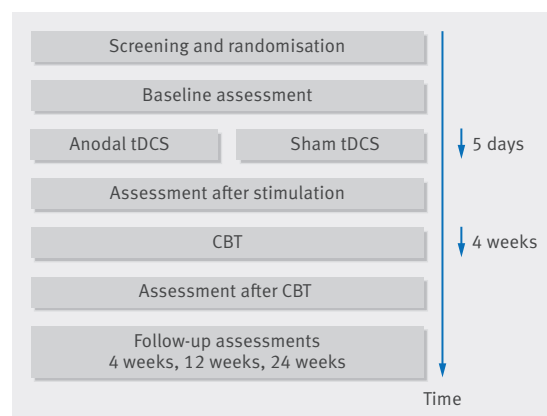 Screening and randomisation
Baseline assessment
Anodal tDCS
Sham tDCS
5 days
Assessment after stimulation
CBT
4 weeks
Assessment after CBT
Follow-up assessments
4 weeks, 12 weeks, 24 weeks
Time